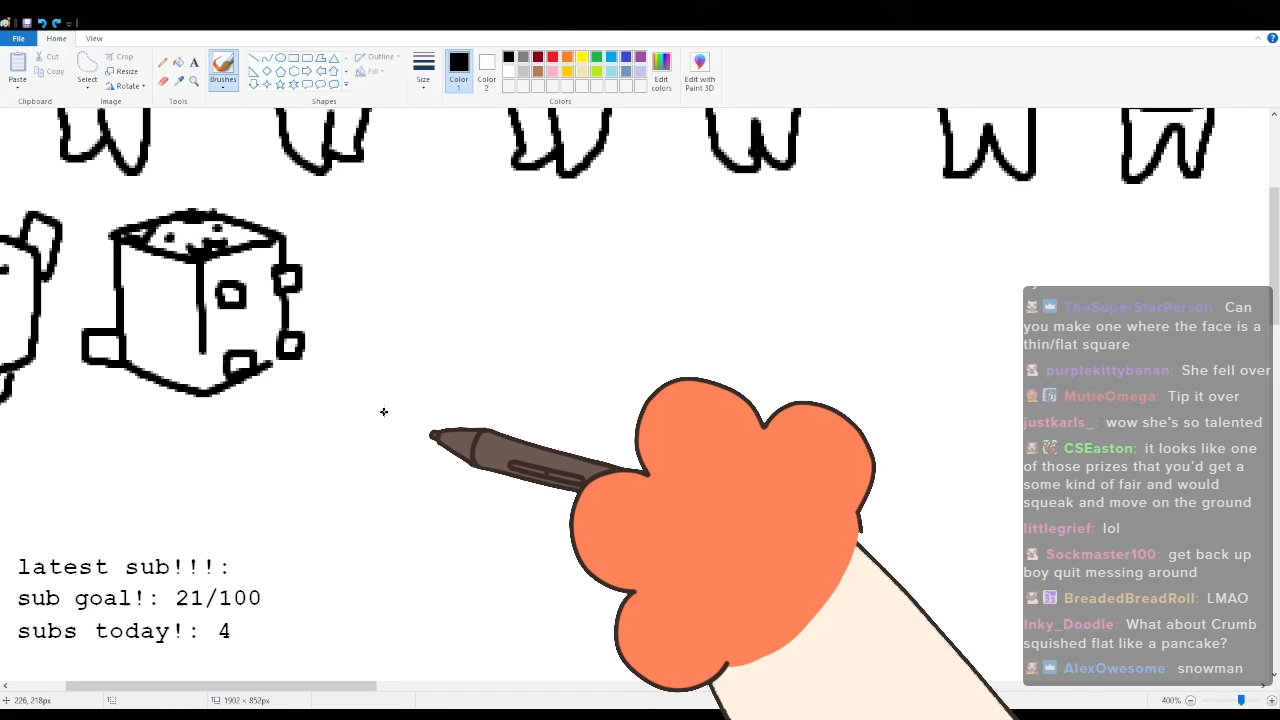 File Home View
Paste Cut Copy Clipboard
Select Crop Resize Rotate Image
Tools
Brushes
Outline Fill Shapes
Size
Color 1 Color 2 Edit colors Colors
Edit with Paint 3D
TheSuperStarPerson: Can
you make one where the face is a
thin/flat square
purplekittybanan: She fell over
MutieOmega: Tip it over
justkarls_: wow she's so talented
CSEaston: it looks like one
of those prizes that you'd get a
some kind of fair and would
squeak and move on the ground
littlegrief: lol
Sockmaster100: get back up
boy quit messing around
BreadedBreadRoll: LMAO
Inky_Doodle: What about Crumb
squished flat like a pancake?
AlexOwesome: snowman
latest sub!!!:
sub goal!: 21/100
subs today!: 4
226, 218px 1902 × 852px 400%